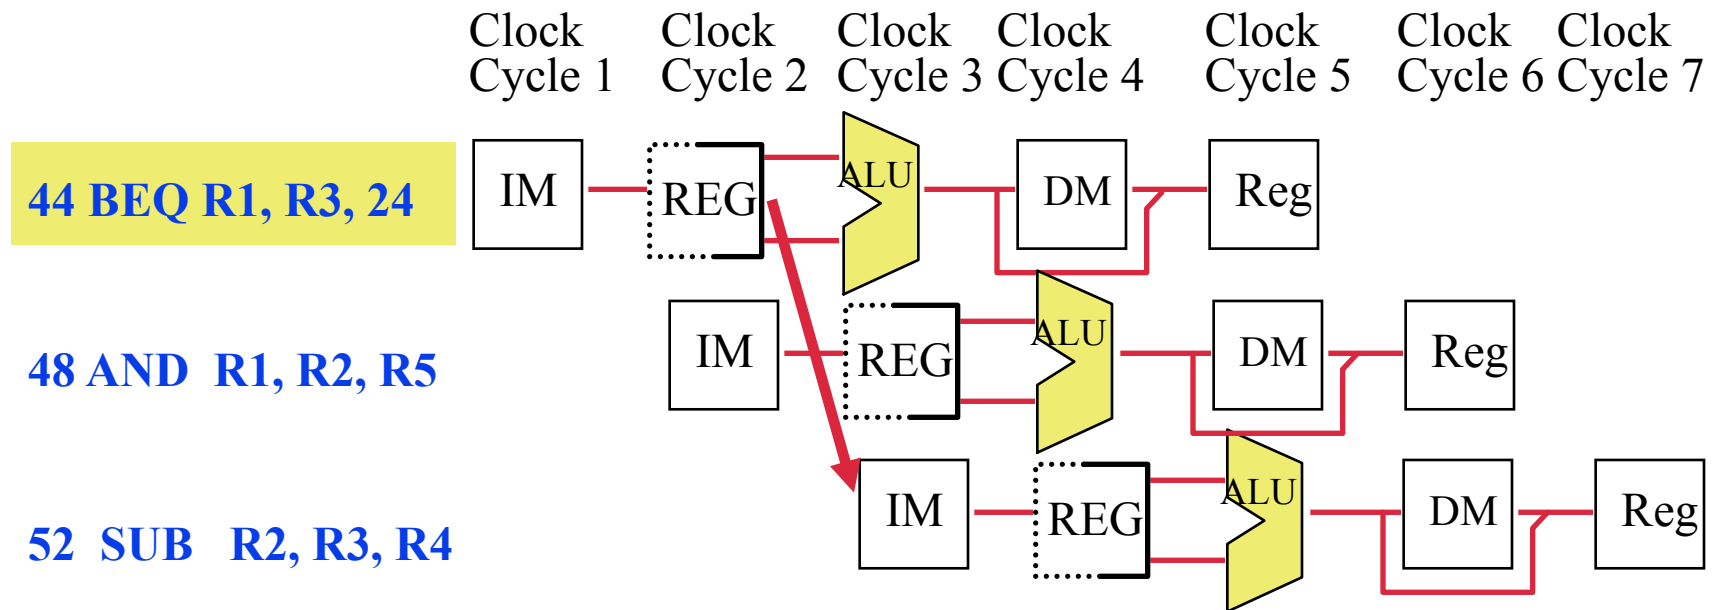 Clock Clock Clock Clock Clock Clock Clock
Cycle 1 Cycle 2 Cycle 3 Cycle 4 Cycle 5 Cycle 6 Cycle 7
44 BEQ R1, R3, 24 IM REG ALU DM Reg
48 AND R1, R2, R5 IM REG ALU DM Reg
52 SUB R2, R3, R4 IM REG ALU DM Reg